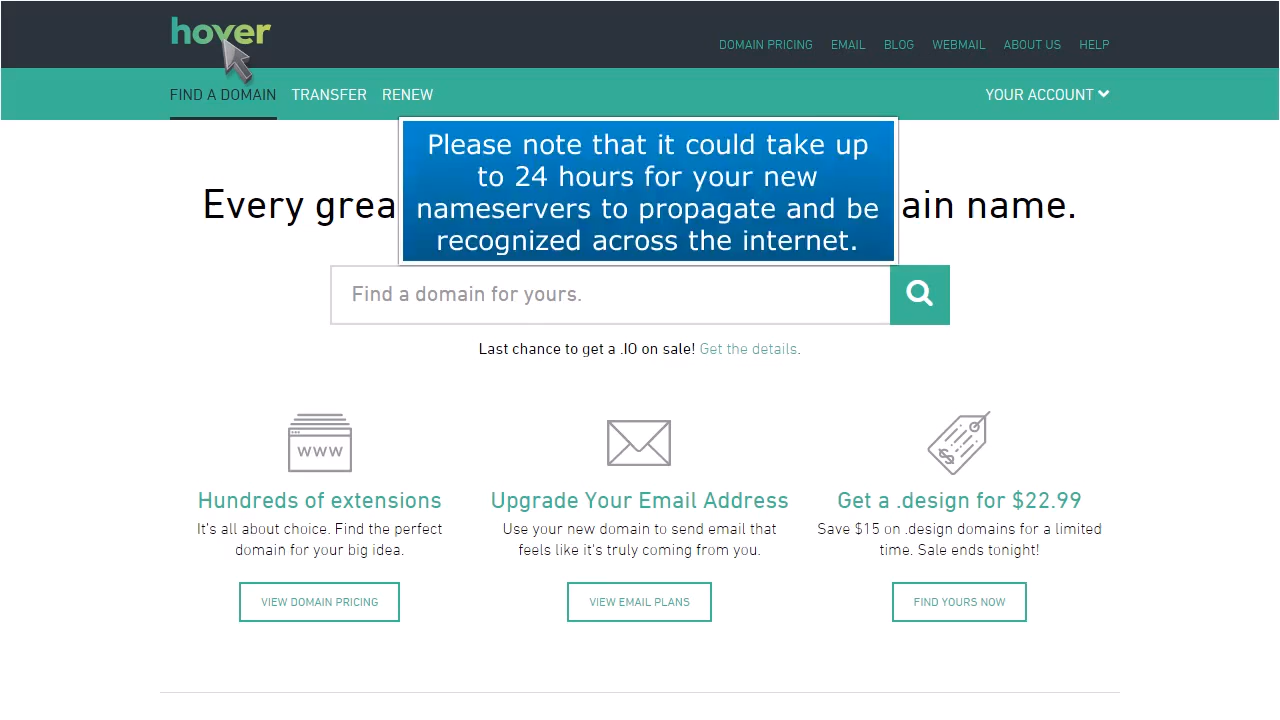 hover
DOMAIN PRICING EMAIL BLOG WEBMAIL ABOUT US HELP
FIND A DOMAIN TRANSFER RENEW YOUR ACCOUNT
Please note that it could take up
to 24 hours for your new
nameservers to propagate and be
recognized across the internet.
Every grea ain name.
Find a domain for yours.
Last chance to get a .IO on sale! Get the details.
WWW
Hundreds of extensions
It's all about choice. Find the perfect
domain for your big idea.
VIEW DOMAIN PRICING
Upgrade Your Email Address
Use your new domain to send email that
feels like it's truly coming from you.
VIEW EMAIL PLANS
$
Get a .design for $22.99
Save $15 on .design domains for a limited
time. Sale ends tonight!
FIND YOURS NOW